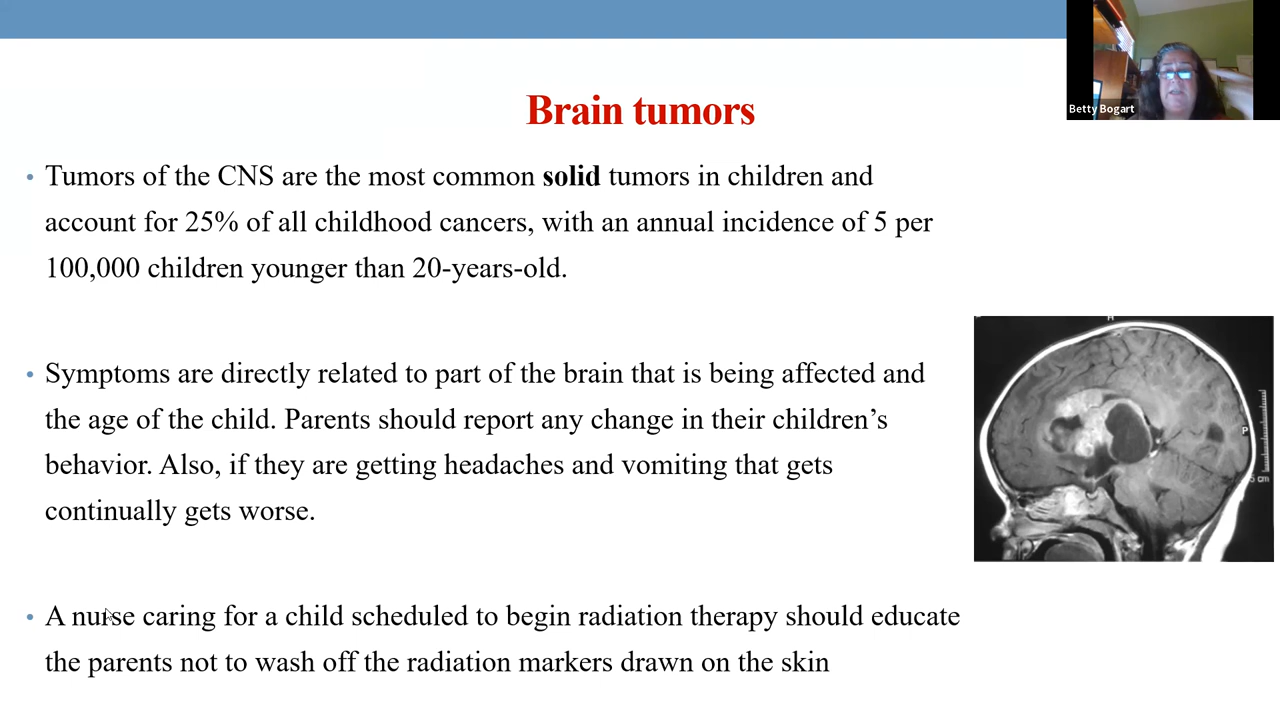 Betty Bogart
Brain tumors
• Tumors of the CNS are the most common solid tumors in children and
account for 25% of all childhood cancers, with an annual incidence of 5 per
100,000 children younger than 20-years-old.
• Symptoms are directly related to part of the brain that is being affected and
the age of the child. Parents should report any change in their children’s
behavior. Also, if they are getting headaches and vomiting that gets
continually gets worse.
H
P
5 cm
• A nurse caring for a child scheduled to begin radiation therapy should educate
the parents not to wash off the radiation markers drawn on the skin